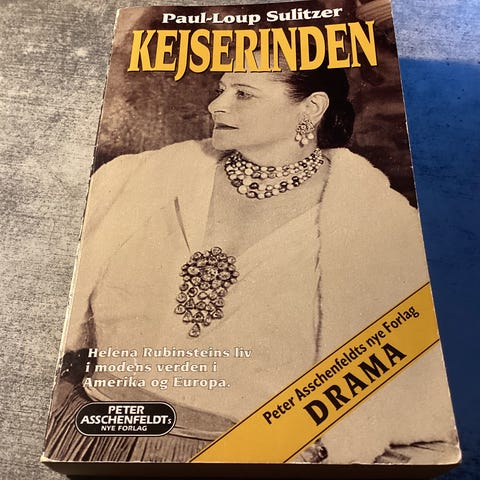 Paul-Loup Sulitzer
KEJSERINDEN
Helena Rubinsteins liv
i modens verden i
Amerika og Europa.
PETER
ASSCHENFELDTs
NYE FORLAG
Peter Asschenfeldts nye Forlag
DRAMA